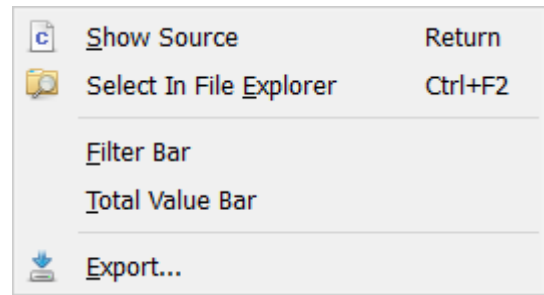 Show Source Return
Select In File Explorer Ctrl+F2
Filter Bar
Total Value Bar
Export...